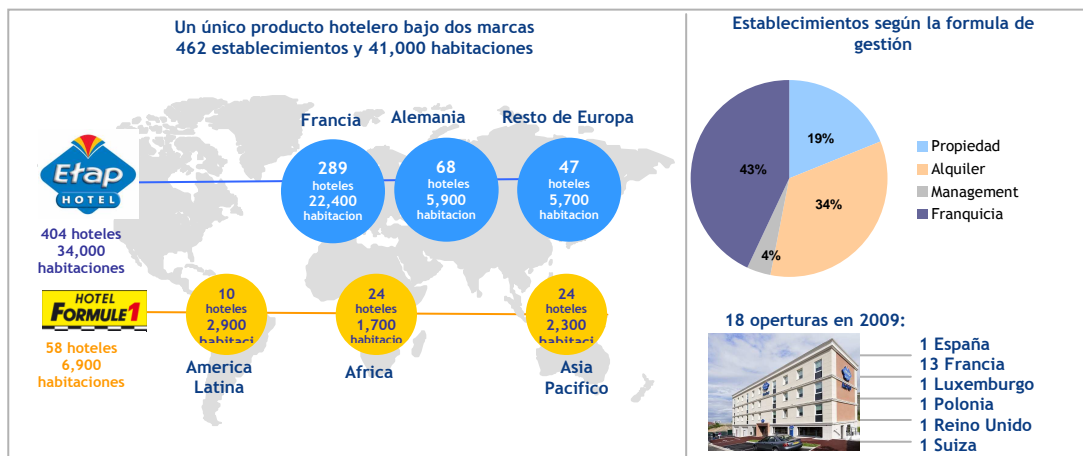 Un único producto hotelero bajo dos marcas
462 establecimientos y 41,000 habitaciones
Francia
Alemania
Resto de Europa
Etap
HOTEL
289
hoteles
22,400
habitacion
68
hoteles
5,900
habitacion
47
hoteles
5,700
habitacion
404 hoteles
34,000
habitaciones
HOTEL
FORMULE1
58 hoteles
6,900
habitaciones
10
hoteles
2,900
habitaci
24
hoteles
1,700
habitacio
24
hoteles
2,300
habitaci
America
Latina
Africa
Asia
Pacífico
Establecimientos según la formula de
gestión
19%
34%
4%
43%
Propiedad
Alquiler
Management
Franquicia
18 operturas en 2009:
1 España
13 Francia
1 Luxemburgo
1 Polonia
1 Reino Unido
1 Suiza